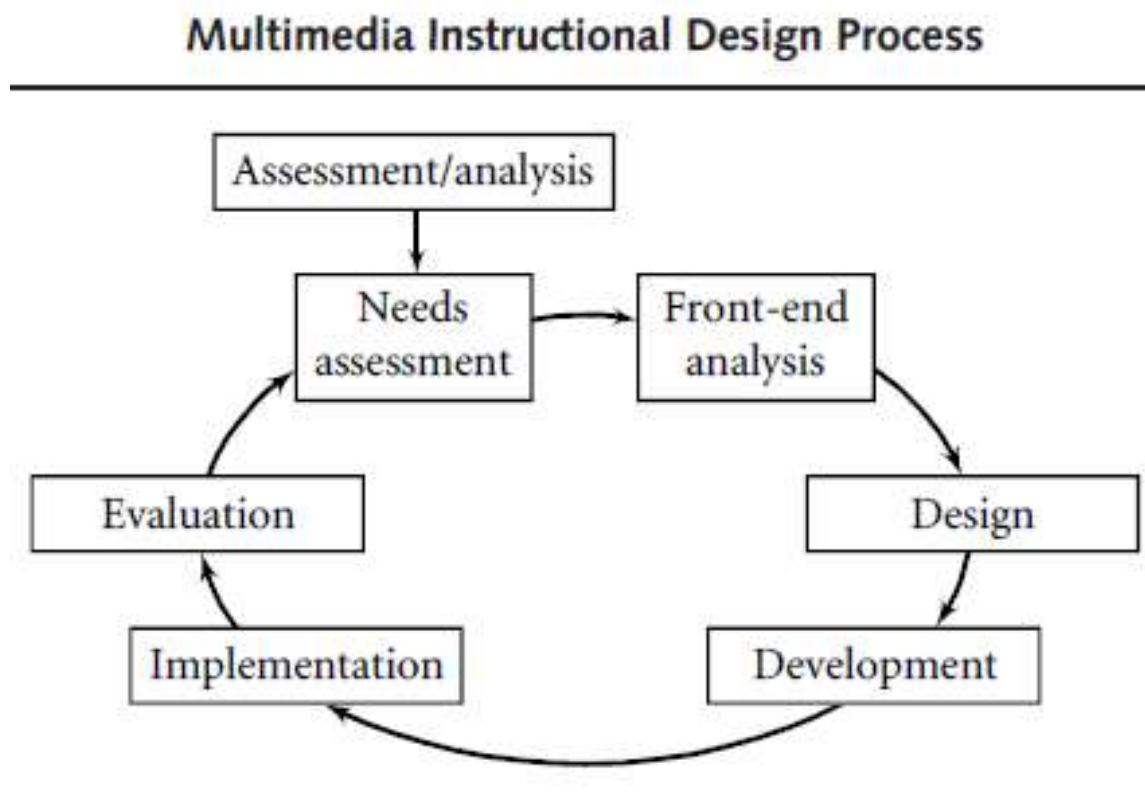 Multimedia Instructional Design Process
Assessment/analysis
Needs
assessment
Front-end
analysis
Evaluation
Design
Implementation
Development